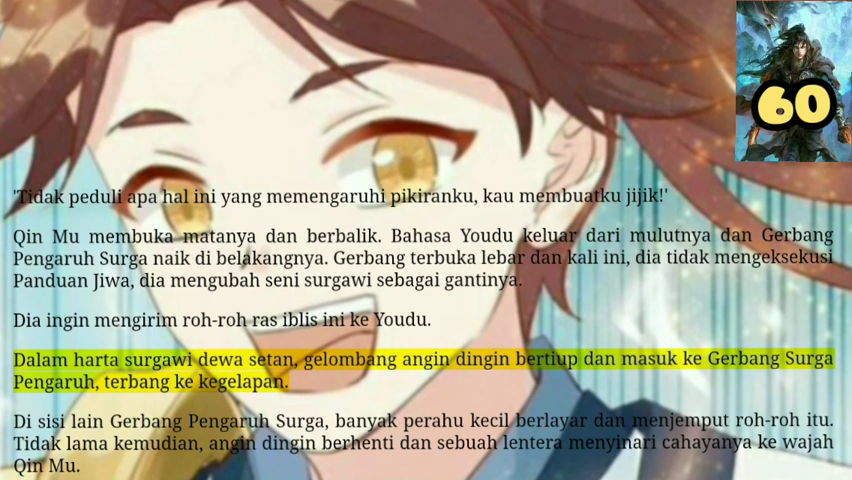 60
'Tidak peduli apa hal ini yang memengaruhi pikiranku, kau membuatku jijik!'
Qin Mu membuka matanya dan berbalik. Bahasa Youdu keluar dari mulutnya dan Gerbang
Pengaruh Surga naik di belakangnya. Gerbang terbuka lebar dan kali ini, dia tidak mengeksekusi
Panduan Jiwa, dia mengubah seni surgawi sebagai gantinya.
Dia ingin mengirim roh-roh ras iblis ini ke Youdu.
Dalam harta surgawi dewa setan, gelombang angin dingin bertiup dan masuk ke Gerbang Surga
Pengaruh, terbang ke kegelapan.
Di sisi lain Gerbang Pengaruh Surga, banyak perahu kecil berlayar dan menjemput roh-roh itu.
Tidak lama kemudian, angin dingin berhenti dan sebuah lentera menyinari cahayanya ke wajah
Qin Mu.